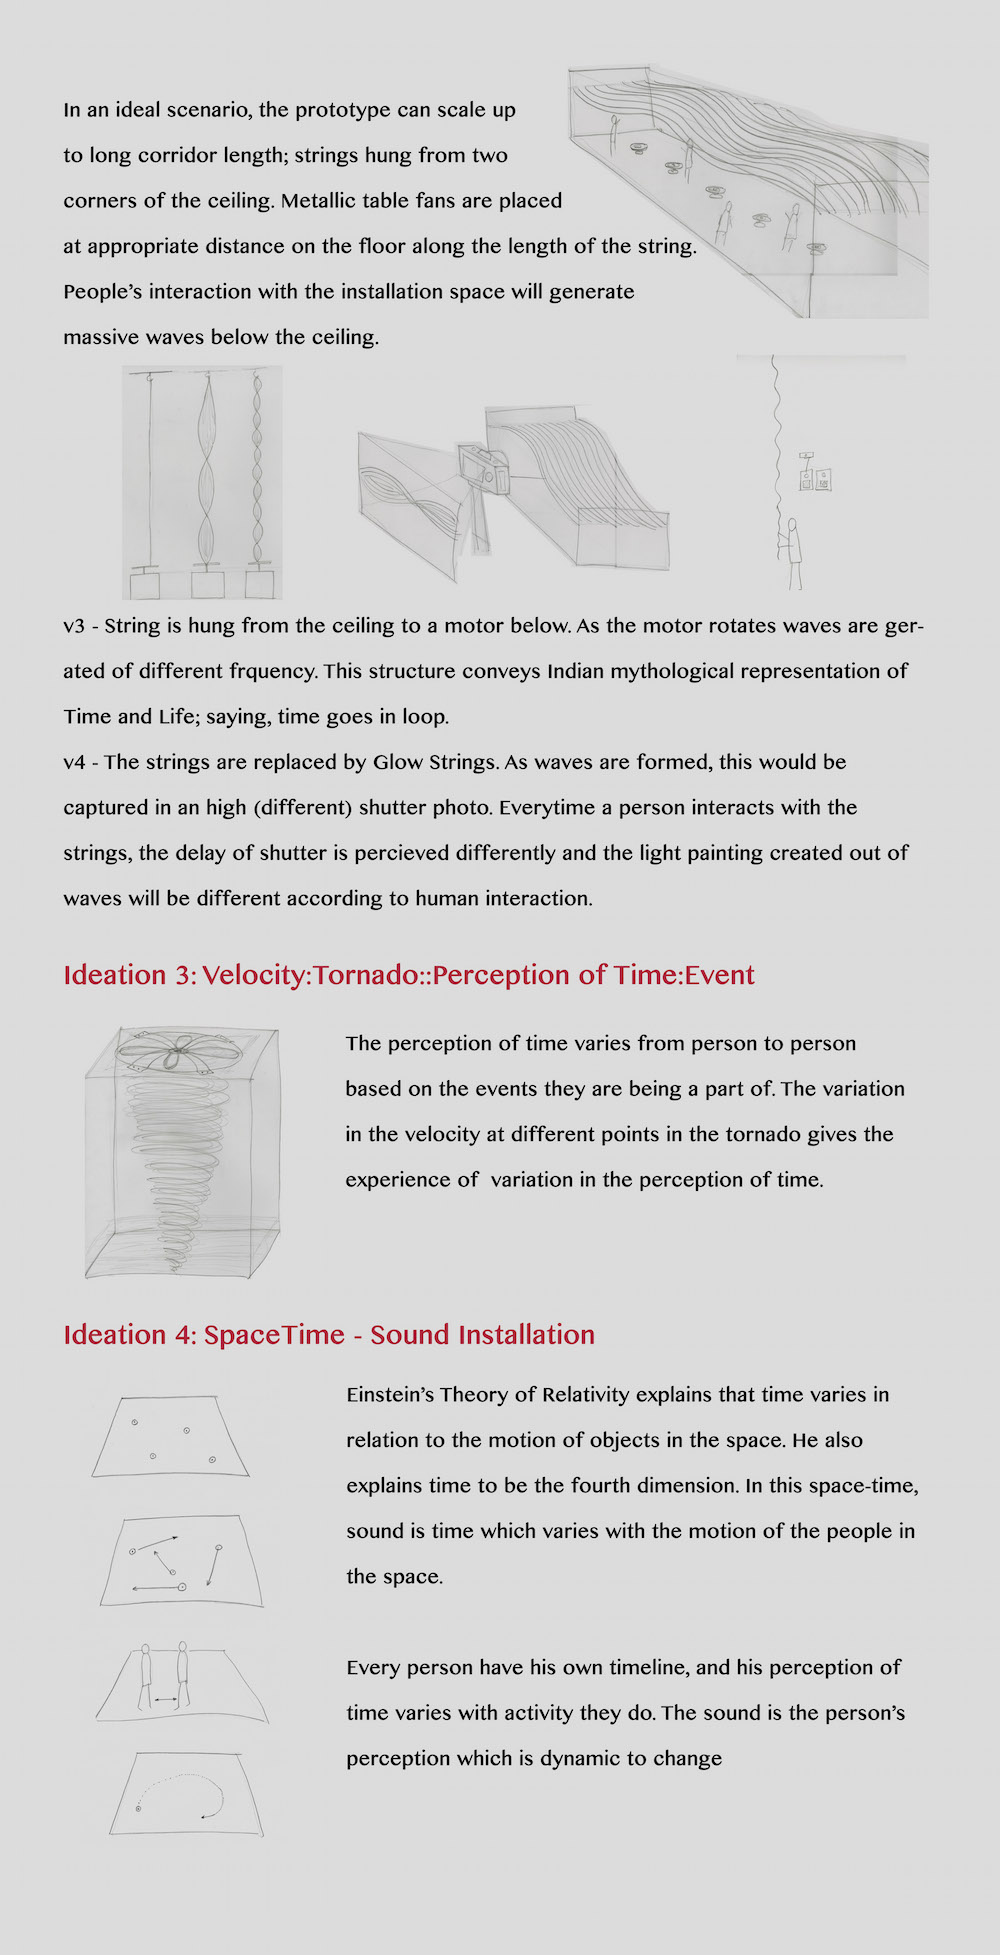 In an ideal scenario, the prototype can scale up
to long corridor length; strings hung from two
corners of the ceiling. Metallic table fans are placed
at appropriate distance on the floor along the length of the string.
People’s interaction with the installation space will generate
massive waves below the ceiling.
v3 - String is hung from the ceiling to a motor below. As the motor rotates waves are ger-
ated of different frquency. This structure conveys Indian mythological representation of
Time and Life; saying, time goes in loop.
v4 - The strings are replaced by Glow Strings. As waves are formed, this would be
captured in an high (different) shutter photo. Everytime a person interacts with the
strings, the delay of shutter is percieved differently and the light painting created out of
waves will be different according to human interaction.
Ideation 3: Velocity:Tornado::Perception of Time:Event
The perception of time varies from person to person
based on the events they are being a part of. The variation
in the velocity at different points in the tornado gives the
experience of  variation in the perception of time.
Ideation 4: SpaceTime - Sound Installation
Einstein’s Theory of Relativity explains that time varies in
relation to the motion of objects in the space. He also
explains time to be the fourth dimension. In this space-time,
sound is time which varies with the motion of the people in
the space.
Every person have his own timeline, and his perception of
time varies with activity they do. The sound is the person’s
perception which is dynamic to change